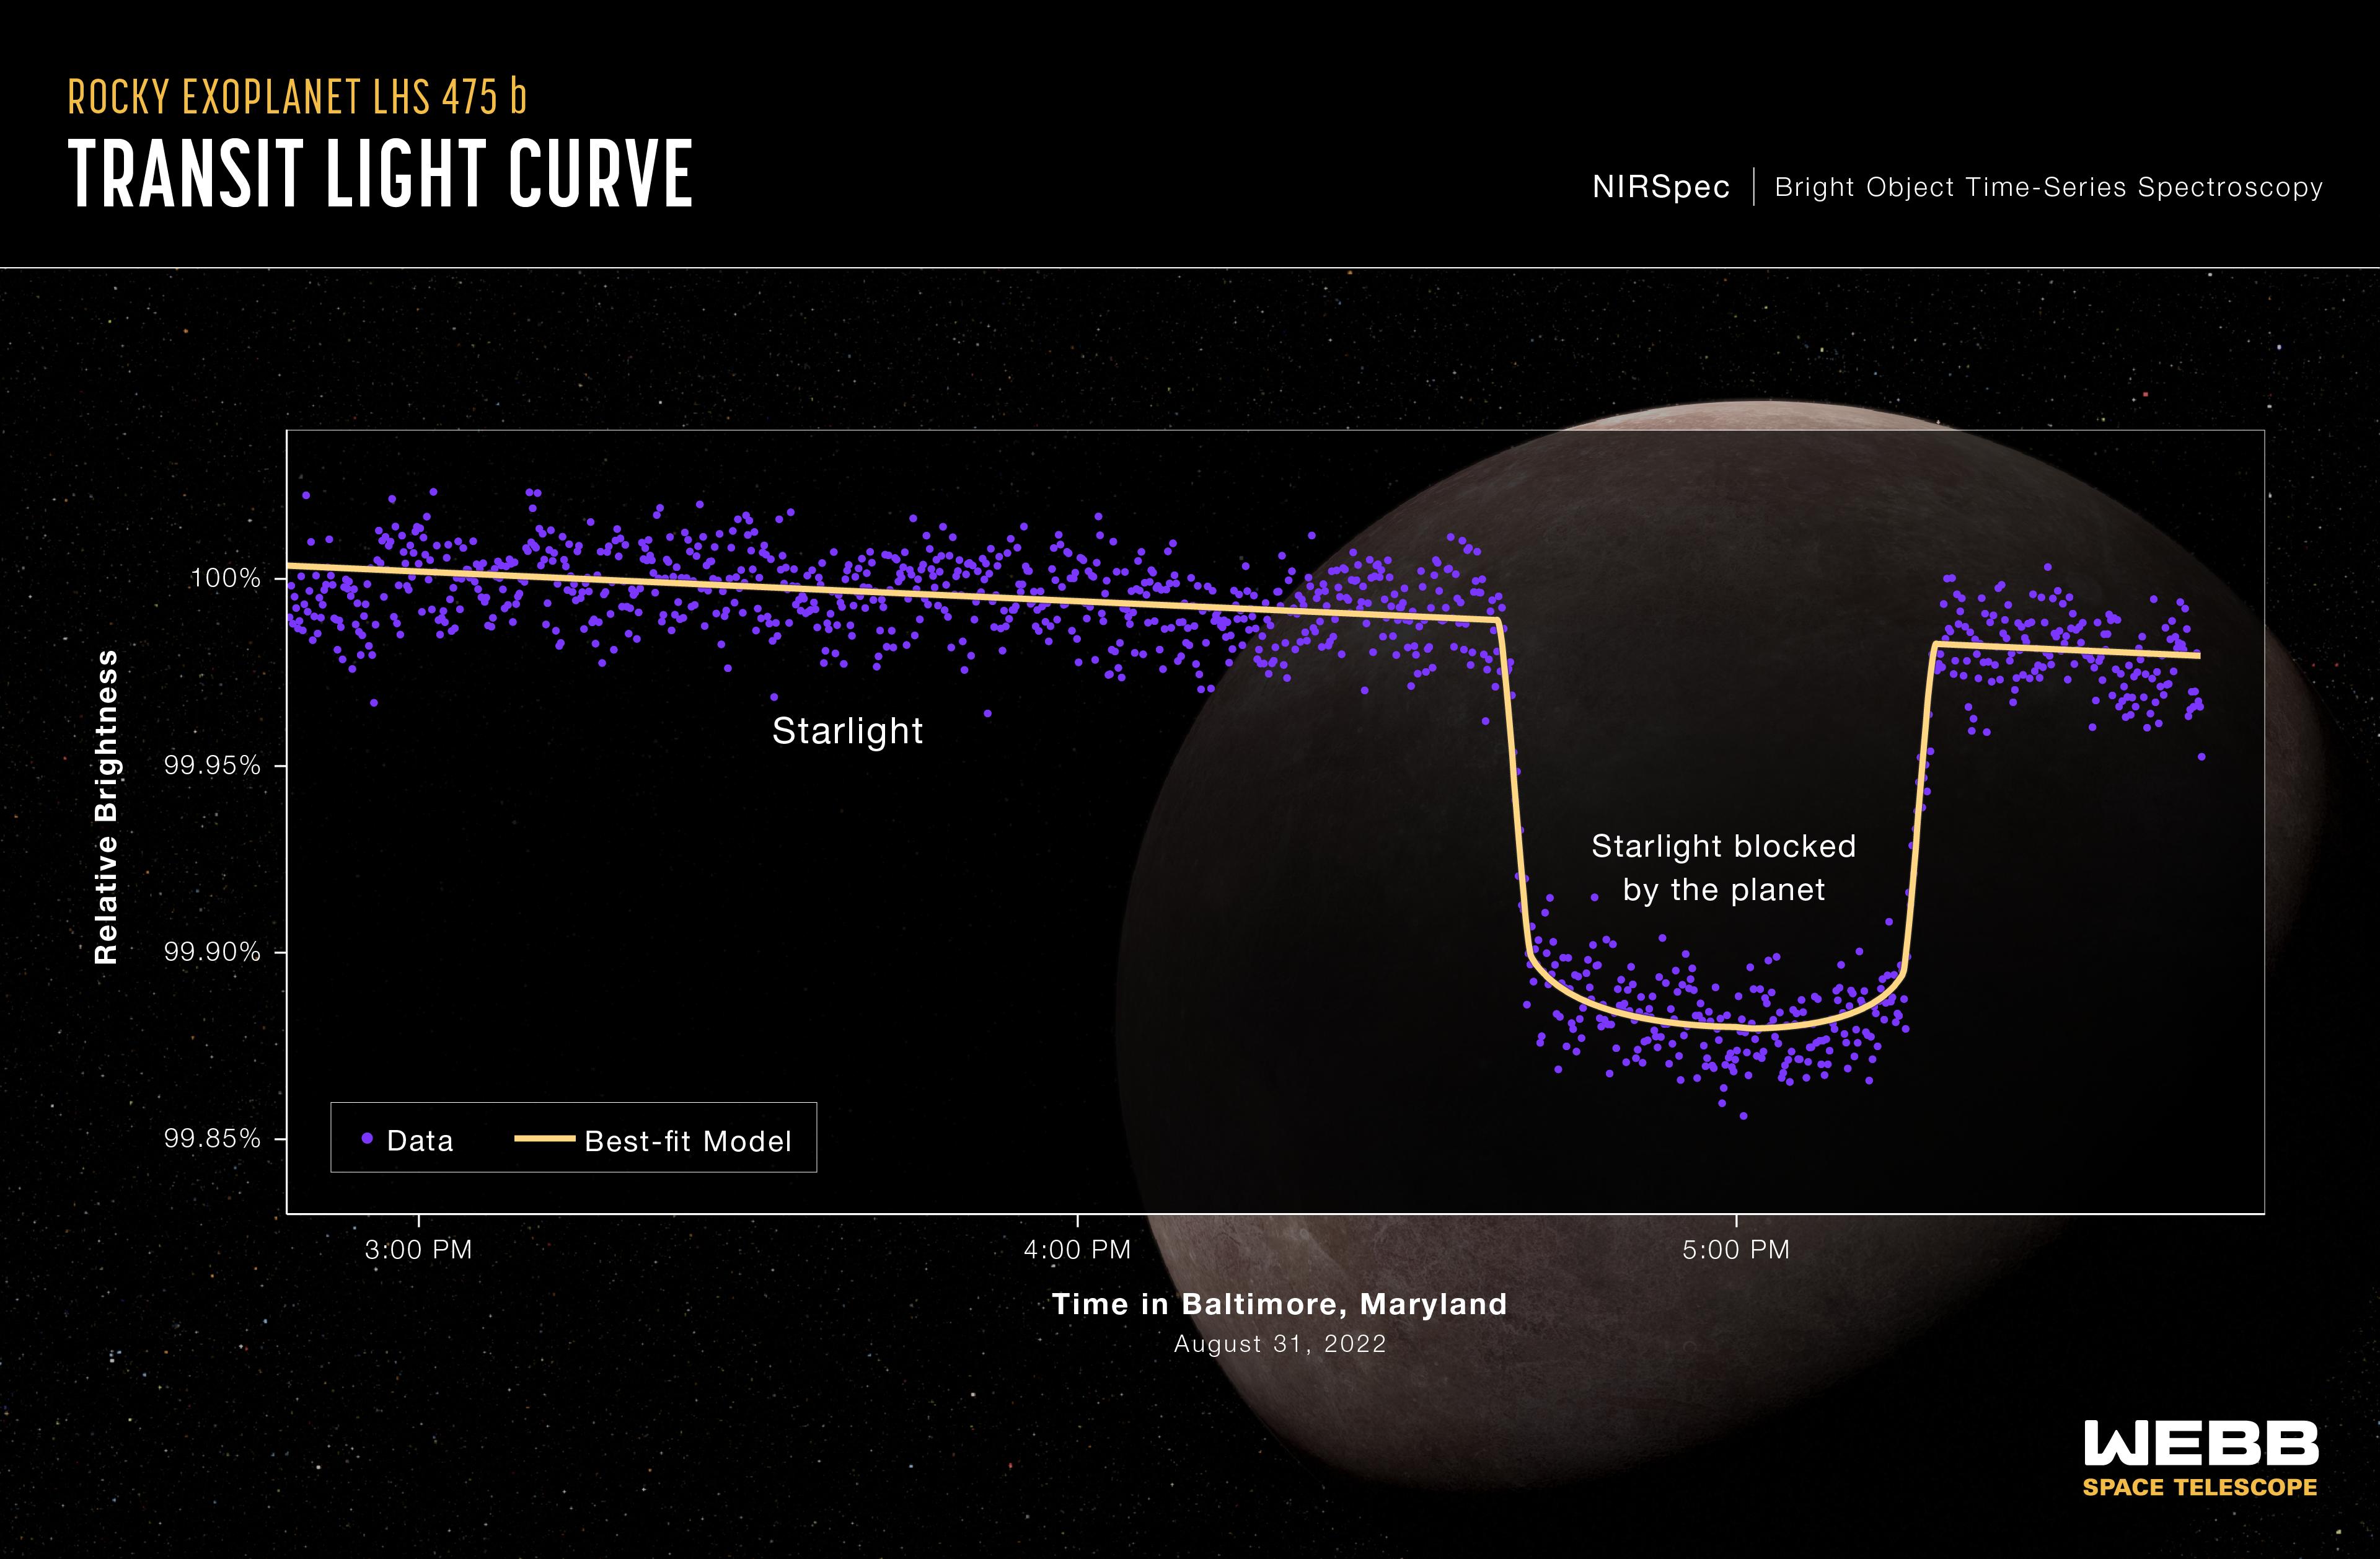 ROCKY EXOPLANET LHS 475 b
TRANSIT LIGHT CURVE
NIRSpec | Bright Object Time-Series Spectroscopy
Relative Brightness
100%
99.95%
99.90%
99.85%
Starlight
Starlight blocked
by the planet
Data
Best-fit Model
3:00 PM
4:00 PM
5:00 PM
Time in Baltimore, Maryland
August 31, 2022
WEBB
SPACE TELESCOPE